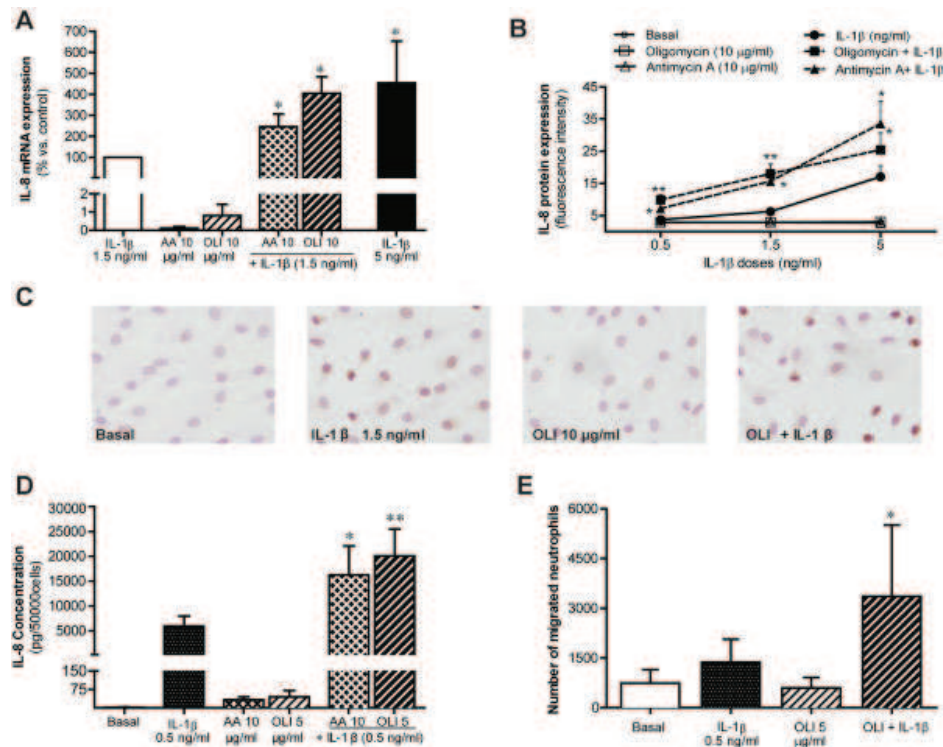 A
IL-8 mRNA expression
(% vs. control)
700
600
500
400
300
200
100
2
1
0
*
*
*
IL-1β
1.5 ng/ml
AA 10
μg/ml
OLI 10
μg/ml
AA 10
OLI 10
+ IL-1β (1.5 ng/ml)
IL-1β
5 ng/ml
B
Basal
Oligomycin (10 μg/ml)
Antimycin A (10 μg/ml)
IL-1β (ng/ml)
Oligomycin + IL-1β
Antimycin A+ IL-1β
IL-8 protein expression
(fluorescence intensity)
45
35
25
15
5
**
*
**
*
*
*
0.5
1.5
5
IL-1β doses (ng/ml)
C
Basal
IL-1 β 1.5 ng/ml
OLI 10 μg/ml
OLI + IL-1 β
D
IL-8 Concentration
(pg/50000cells)
30000
25000
20000
15000
10000
5000
150
75
*
**
Basal
IL-1β
0.5 ng/ml
AA 10
μg/ml
OLI 5
μg/ml
AA 10
OLI 5
+ IL-1β (0.5 ng/ml)
E
Number of migrated neutrophils
6000
4500
3000
1500
0
*
Basal
IL-1β
0.5 ng/ml
OLI 5
μg/ml
OLI + IL-1β